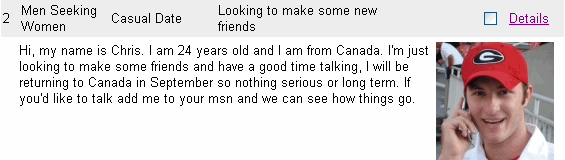 2 Men Seeking Women Casual Date Looking to make some new friends Details
Hi, my name is Chris. I am 24 years old and I am from Canada. I'm just
looking to make some friends and have a good time talking, I will be
returning to Canada in September so nothing serious or long term. If
you'd like to talk add me to your msn and we can see how things go.
G